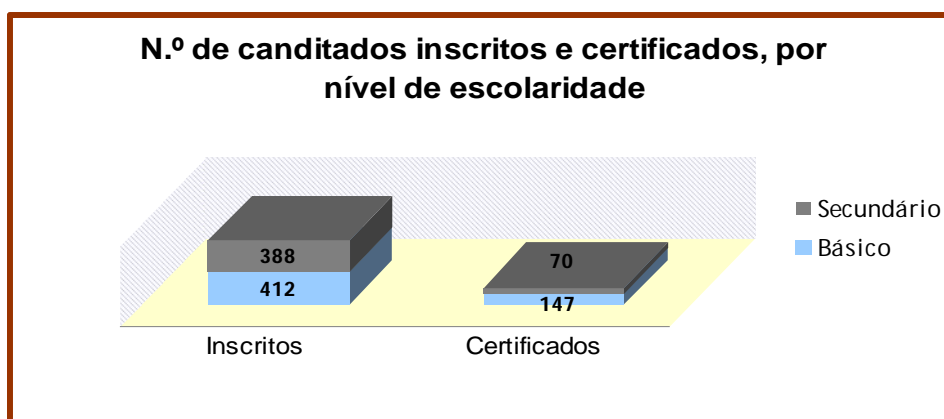 N.º de canditados inscritos e certificados, por
nível de escolaridade
388
412
70
147
Inscritos
Certificados
Secundário
Básico